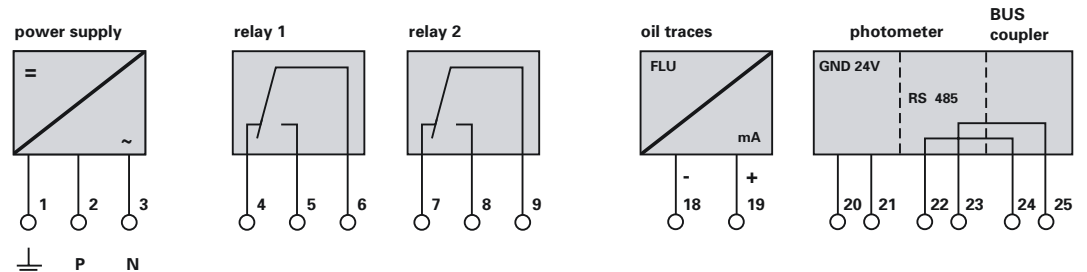 power supply
relay 1
relay 2
oil traces
photometer
BUS
coupler
=
~
FLU
mA
GND 24V
RS 485
- +
1 2 3 4 5 6 7 8 9 18 19 20 21 22 23 24 25
P N